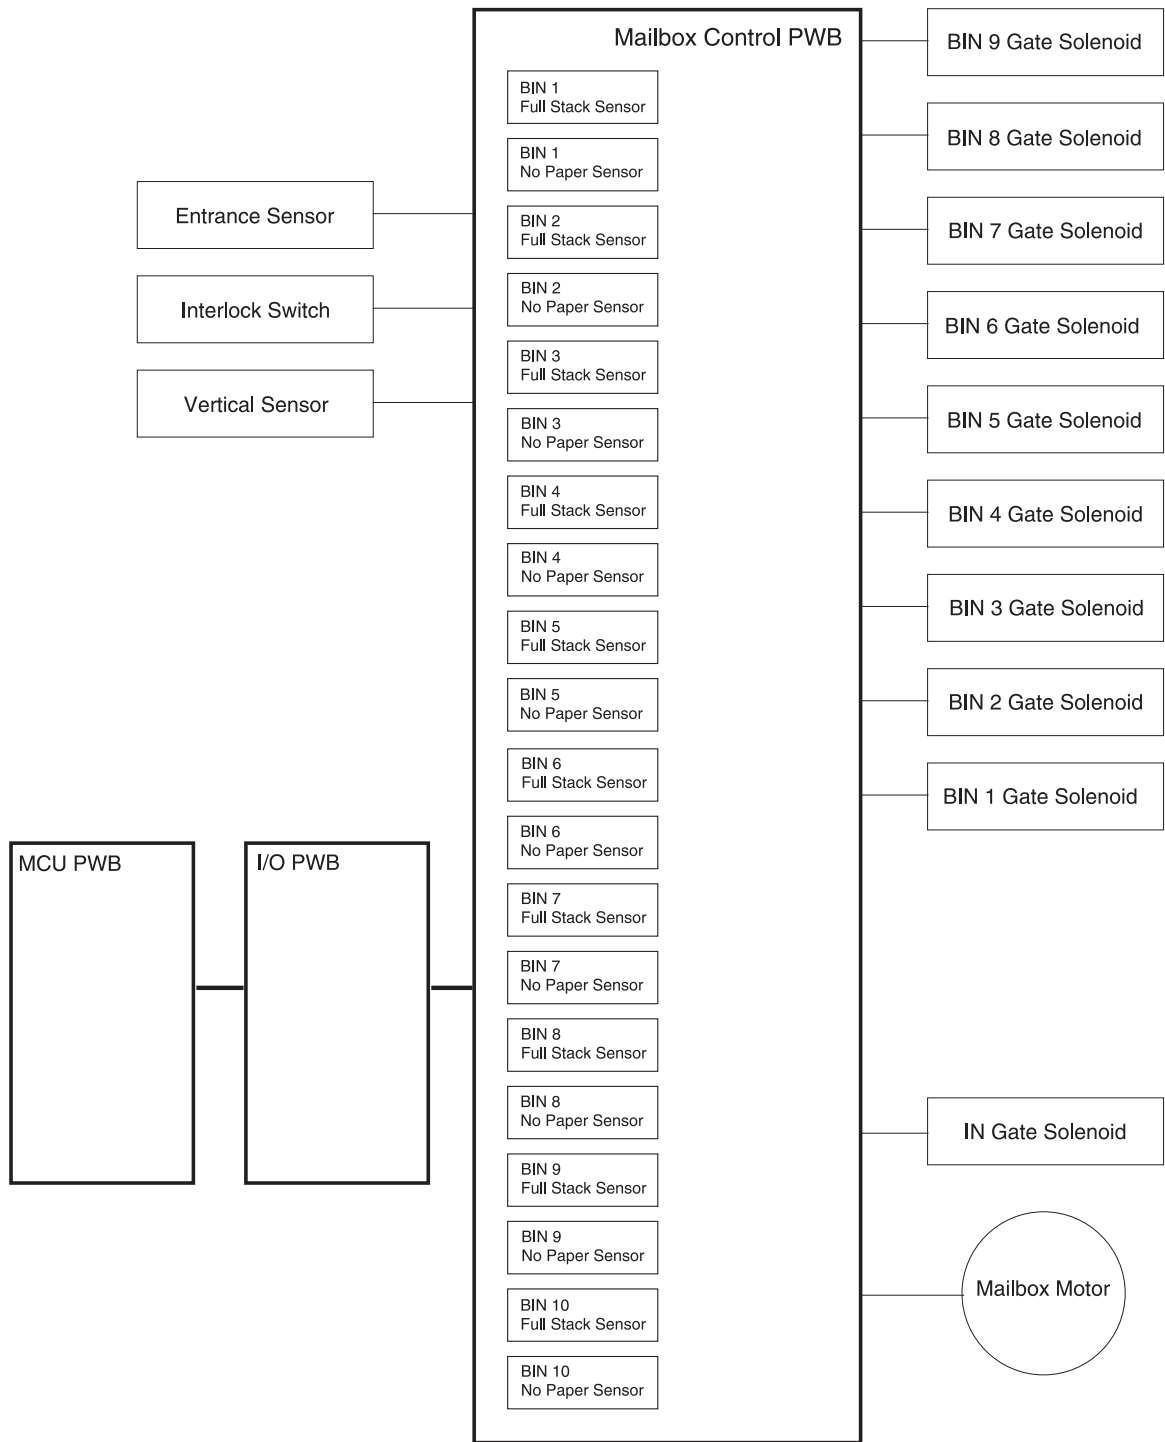 Mailbox Control PWB
BIN 1
Full Stack Sensor
BIN 1
No Paper Sensor
BIN 2
Full Stack Sensor
BIN 2
No Paper Sensor
BIN 3
Full Stack Sensor
BIN 3
No Paper Sensor
BIN 4
Full Stack Sensor
BIN 4
No Paper Sensor
BIN 5
Full Stack Sensor
BIN 5
No Paper Sensor
BIN 6
Full Stack Sensor
BIN 6
No Paper Sensor
BIN 7
Full Stack Sensor
BIN 7
No Paper Sensor
BIN 8
Full Stack Sensor
BIN 8
No Paper Sensor
BIN 9
Full Stack Sensor
BIN 9
No Paper Sensor
BIN 10
Full Stack Sensor
BIN 10
No Paper Sensor
Entrance Sensor
Interlock Switch
Vertical Sensor
MCU PWB
I/O PWB
BIN 9 Gate Solenoid
BIN 8 Gate Solenoid
BIN 7 Gate Solenoid
BIN 6 Gate Solenoid
BIN 5 Gate Solenoid
BIN 4 Gate Solenoid
BIN 3 Gate Solenoid
BIN 2 Gate Solenoid
BIN 1 Gate Solenoid
IN Gate Solenoid
Mailbox Motor